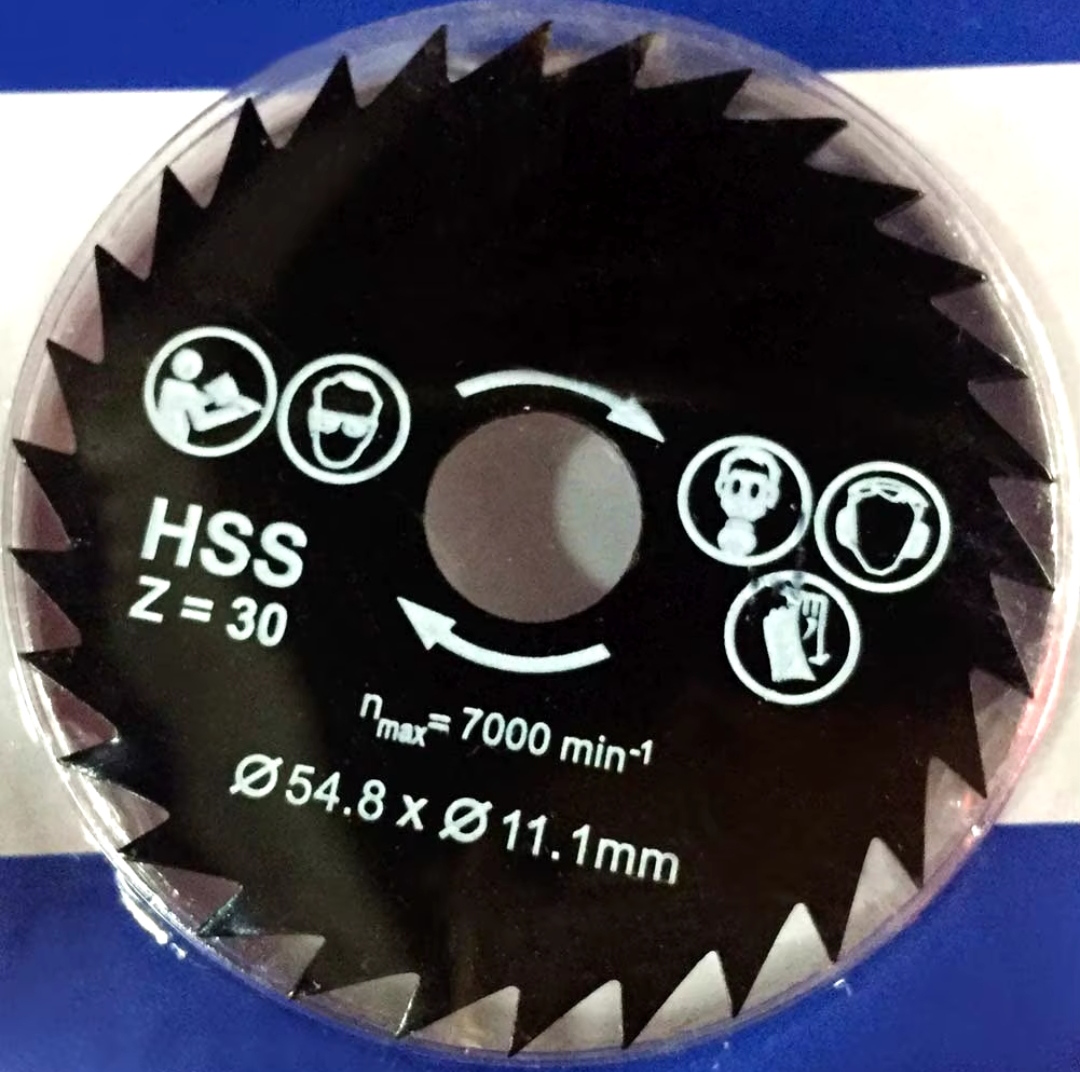 HSS
Z = 30
nmax= 7000 min-1
Ø54.8 x Ø11.1mm